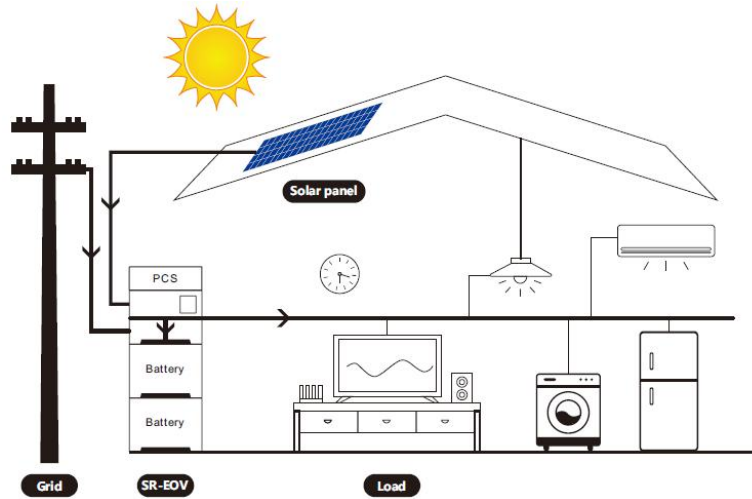 Solar panel
PCS
Battery
Battery
Grid
SR-EOV
Load